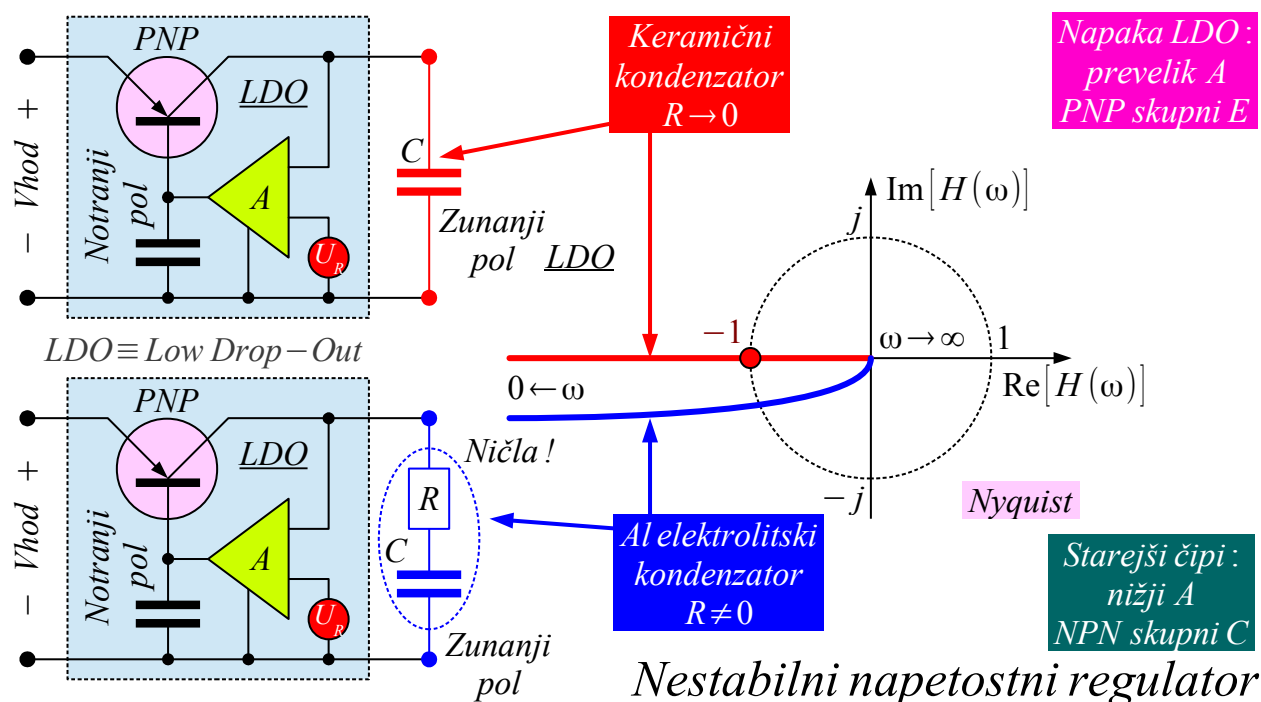 PNP
LDO
− Vhod +
Notranji
pol
A
U_R
C
Zunanji
pol LDO
Keramični
kondenzator
R→0
Napaka LDO :
prevelik A
PNP skupni E
Im[H(ω)]
j
−1
ω→∞
1
0←ω
Re[H(ω)]
−j
Nyquist
LDO≡Low Drop−Out
PNP
LDO
− Vhod +
Notranji
pol
A
U_R
Ničla !
R
C
Zunanji
pol
Al elektrolitski
kondenzator
R≠0
Starejši čipi :
nižji A
NPN skupni C
Nestabilni napetostni regulator